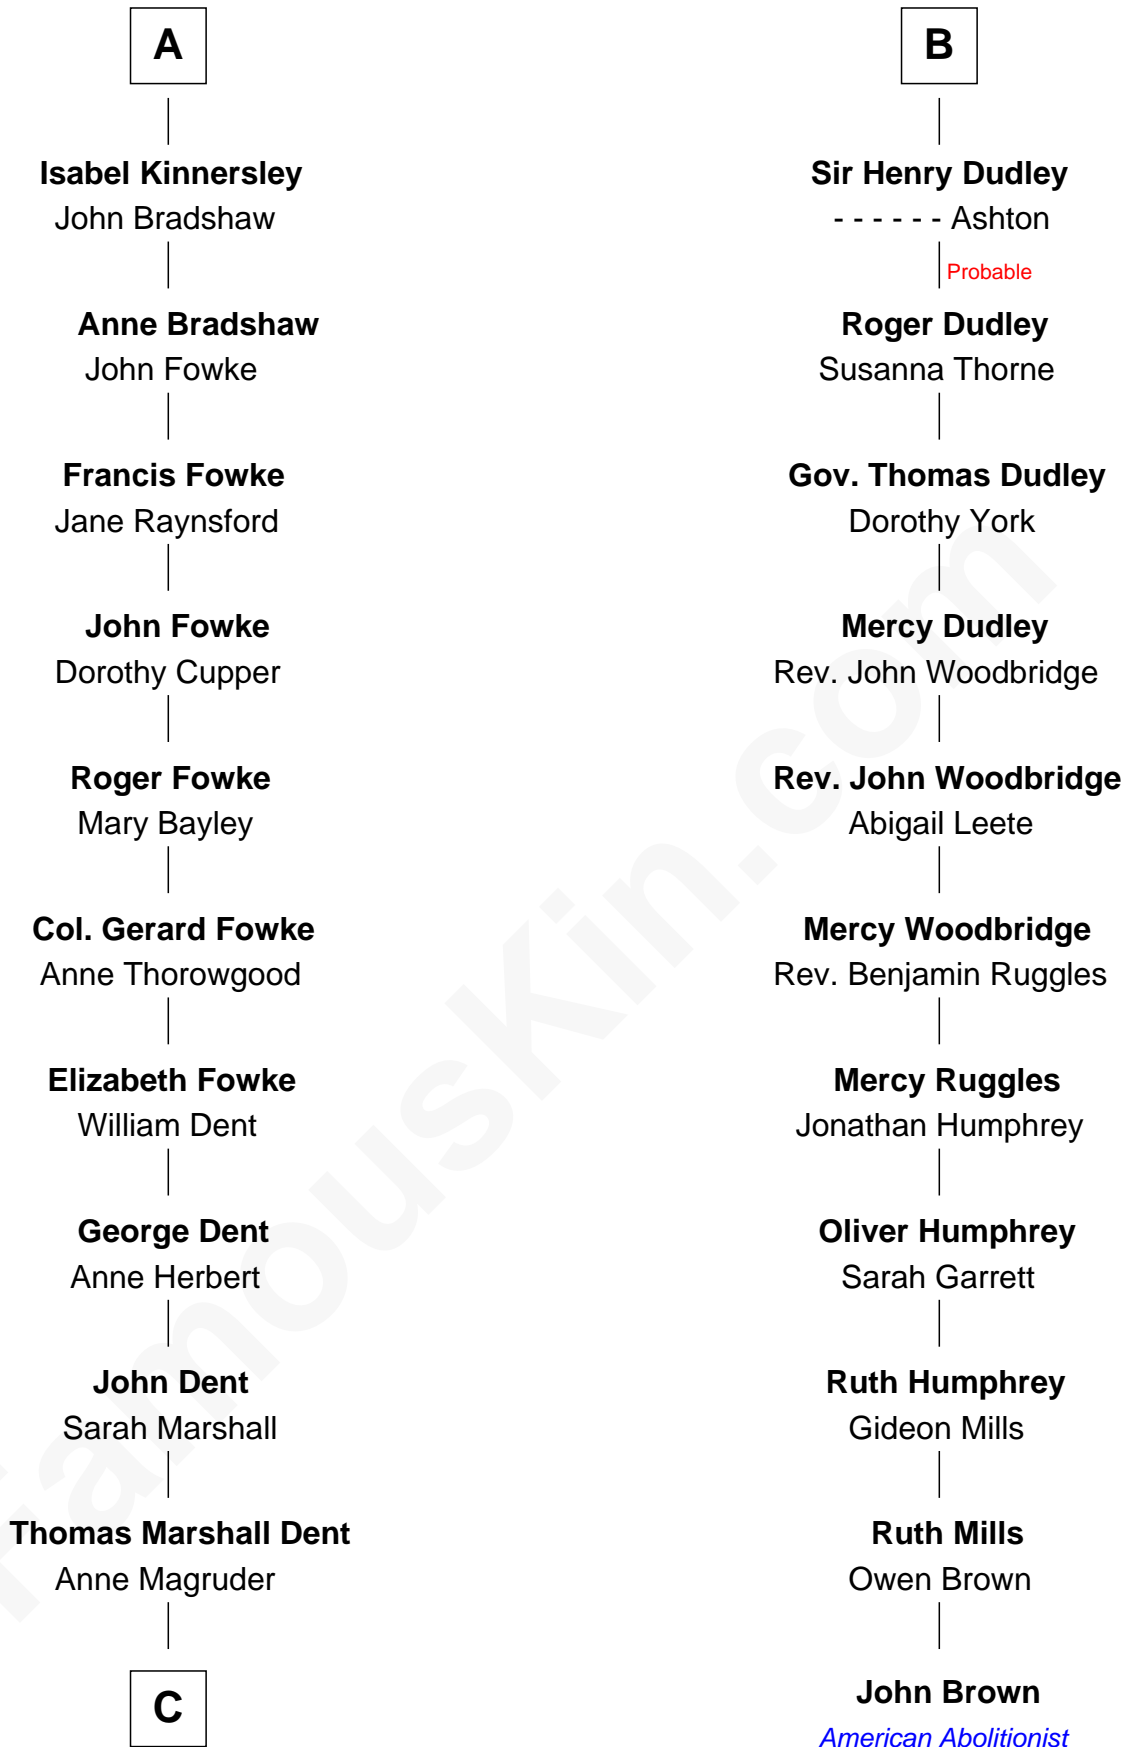 A
Isabel Kinnersley
John Bradshaw
Anne Bradshaw
John Fowke
Francis Fowke
Jane Raynsford
John Fowke
Dorothy Cupper
Roger Fowke
Mary Bayley
Col. Gerard Fowke
Anne Thorowgood
Elizabeth Fowke
William Dent
George Dent
Anne Herbert
John Dent
Sarah Marshall
Thomas Marshall Dent
Anne Magruder
C
B
Sir Henry Dudley
- - - - - - Ashton
Probable
Roger Dudley
Susanna Thorne
Gov. Thomas Dudley
Dorothy York
Mercy Dudley
Rev. John Woodbridge
Rev. John Woodbridge
Abigail Leete
Mercy Woodbridge
Rev. Benjamin Ruggles
Mercy Ruggles
Jonathan Humphrey
Oliver Humphrey
Sarah Garrett
Ruth Humphrey
Gideon Mills
Ruth Mills
Owen Brown
John Brown
American Abolitionist
FamousKin.com